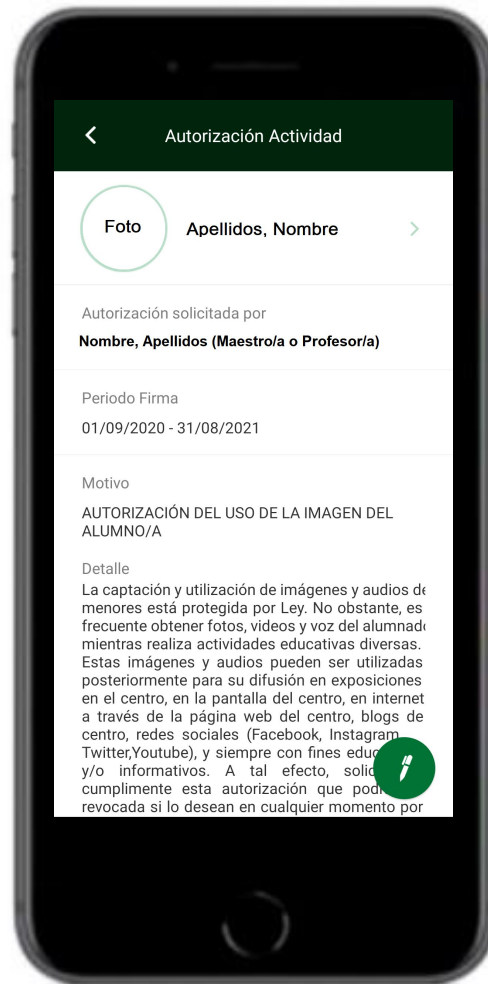 Autorización Actividad
Foto
Apellidos, Nombre
Autorización solicitada por
Nombre, Apellidos (Maestro/a o Profesor/a)
Periodo Firma
01/09/2020 - 31/08/2021
Motivo
AUTORIZACIÓN DEL USO DE LA IMAGEN DEL
ALUMNO/A
Detalle
La captación y utilización de imágenes y audios de
menores está protegida por Ley. No obstante, es
frecuente obtener fotos, videos y voz del
mientras realiza actividades educativas diversas.
Estas imágenes y audios pueden ser utilizadas
posteriormente para su difusión en exposiciones
en el centro, en la pantalla del centro, en internet
a través de la página web del centro, blogs de
centro, redes sociales (Facebook, Instagram
Twitter,Youtube), y siempre con fines
y/o informativos. A tal efecto,
cumplimente esta autorización que
revocada si lo desean en cualquier momento por